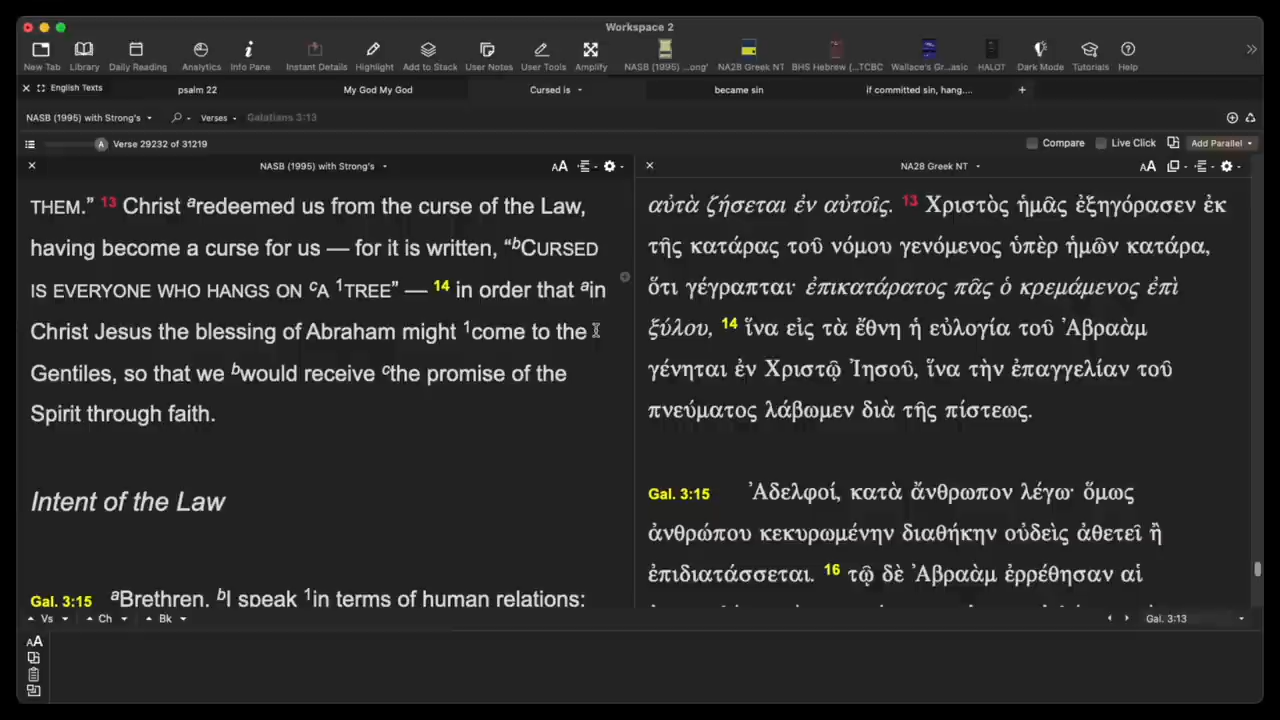 Workspace 2
New Tab Library Daily Reading Analytics Info Pane Instant Details Highlight Add to Stack User Notes User Tools Amplify NASB (1995) ...ong' NA28 Greek NT BHS Hebrew (...TCBC Wallace's Gr...asic HALOT Dark Mode Tutorials Help
English Texts psalm 22 My God My God Cursed is became sin if committed sin, hang....
NASB (1995) with Strong's Verses Galatians 3:13
Verse 29232 of 31219 Compare Live Click Add Parallel
NASB (1995) with Strong's
THEM.” 13 Christ aredeemed us from the curse of the Law,
having become a curse for us — for it is written, “bCURSED
IS EVERYONE WHO HANGS ON cA 1TREE” — 14 in order that ain
Christ Jesus the blessing of Abraham might 1come to the
Gentiles, so that we bwould receive cthe promise of the
Spirit through faith.
Intent of the Law
Gal. 3:15 aBrethren, bI speak 1in terms of human relations:
NA28 Greek NT
αὐτὰ ζήσεται ἐν αὐτοῖς. 13 Χριστὸς ἡμᾶς ἐξηγόρασεν ἐκ
τῆς κατάρας τοῦ νόμου γενόμενος ὑπὲρ ἡμῶν κατάρα,
ὅτι γέγραπται· ἐπικατάρατος πᾶς ὁ κρεμάμενος ἐπὶ
ξύλου, 14 ἵνα εἰς τὰ ἔθνη ἡ εὐλογία τοῦ Ἀβραὰμ
γένηται ἐν Χριστῷ Ἰησοῦ, ἵνα τὴν ἐπαγγελίαν τοῦ
πνεύματος λάβωμεν διὰ τῆς πίστεως.
Gal. 3:15 Ἀδελφοί, κατὰ ἄνθρωπον λέγω· ὅμως
ἀνθρώπου κεκυρωμένην διαθήκην οὐδεὶς ἀθετεῖ ἢ
ἐπιδιατάσσεται. 16 τῷ δὲ Ἀβραὰμ ἐρρέθησαν αἱ
Vs Ch Bk Gal. 3:13